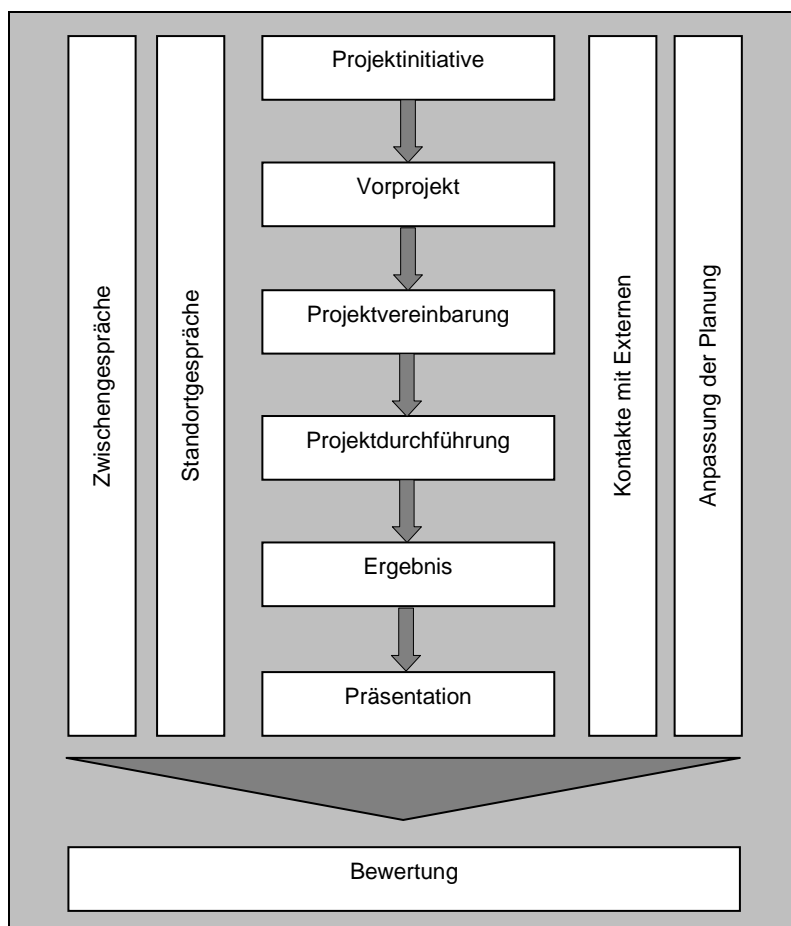 Zwischengespräche
Standortgespräche
Projektinitiative
Vorprojekt
Projektvereinbarung
Projektdurchführung
Ergebnis
Präsentation
Kontakte mit Externen
Anpassung der Planung
Bewertung